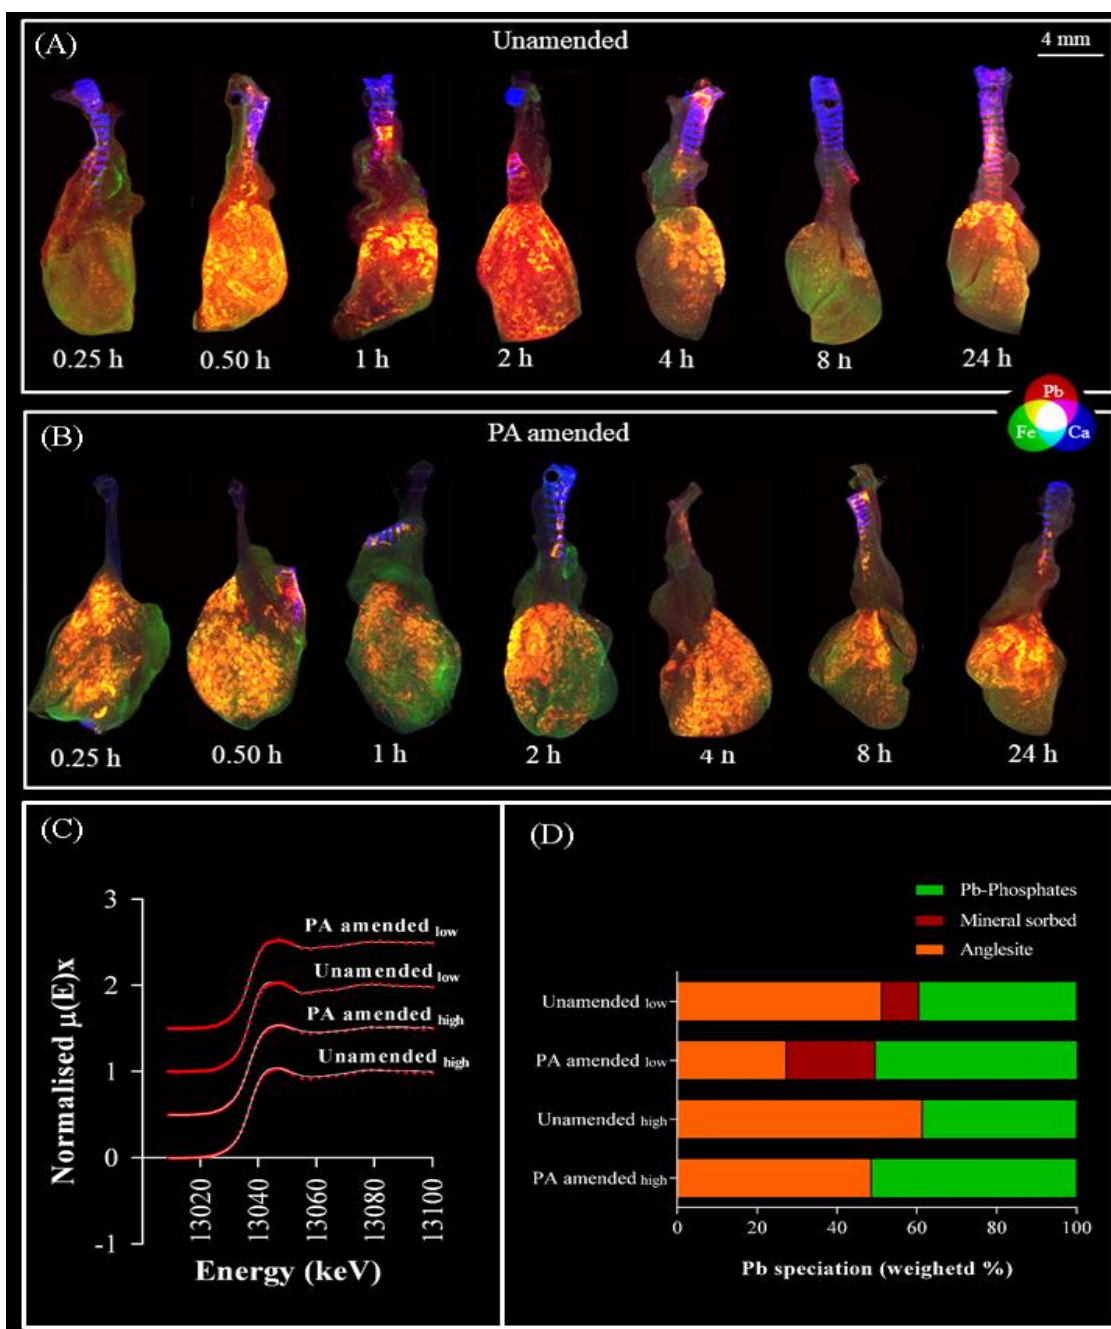 (A)
Unamended
4 mm
0.25 h
0.50 h
1 h
2 h
4 h
8 h
24 h
Pb
Fe
Ca
(B)
PA amended
0.25 h
0.50 h
1 h
2 h
4 h
8 h
24 h
(C)
3
2
1
0
-1
Normalised μ(E)x
PA amended low
Unamended low
PA amended high
Unamended high
13020
13040
13060
13080
13100
Energy (keV)
(D)
Pb-Phosphates
Mineral sorbed
Anglesite
Unamended low
PA amended low
Unamended high
PA amended high
0 20 40 60 80 100
Pb speciation (weighetd %)